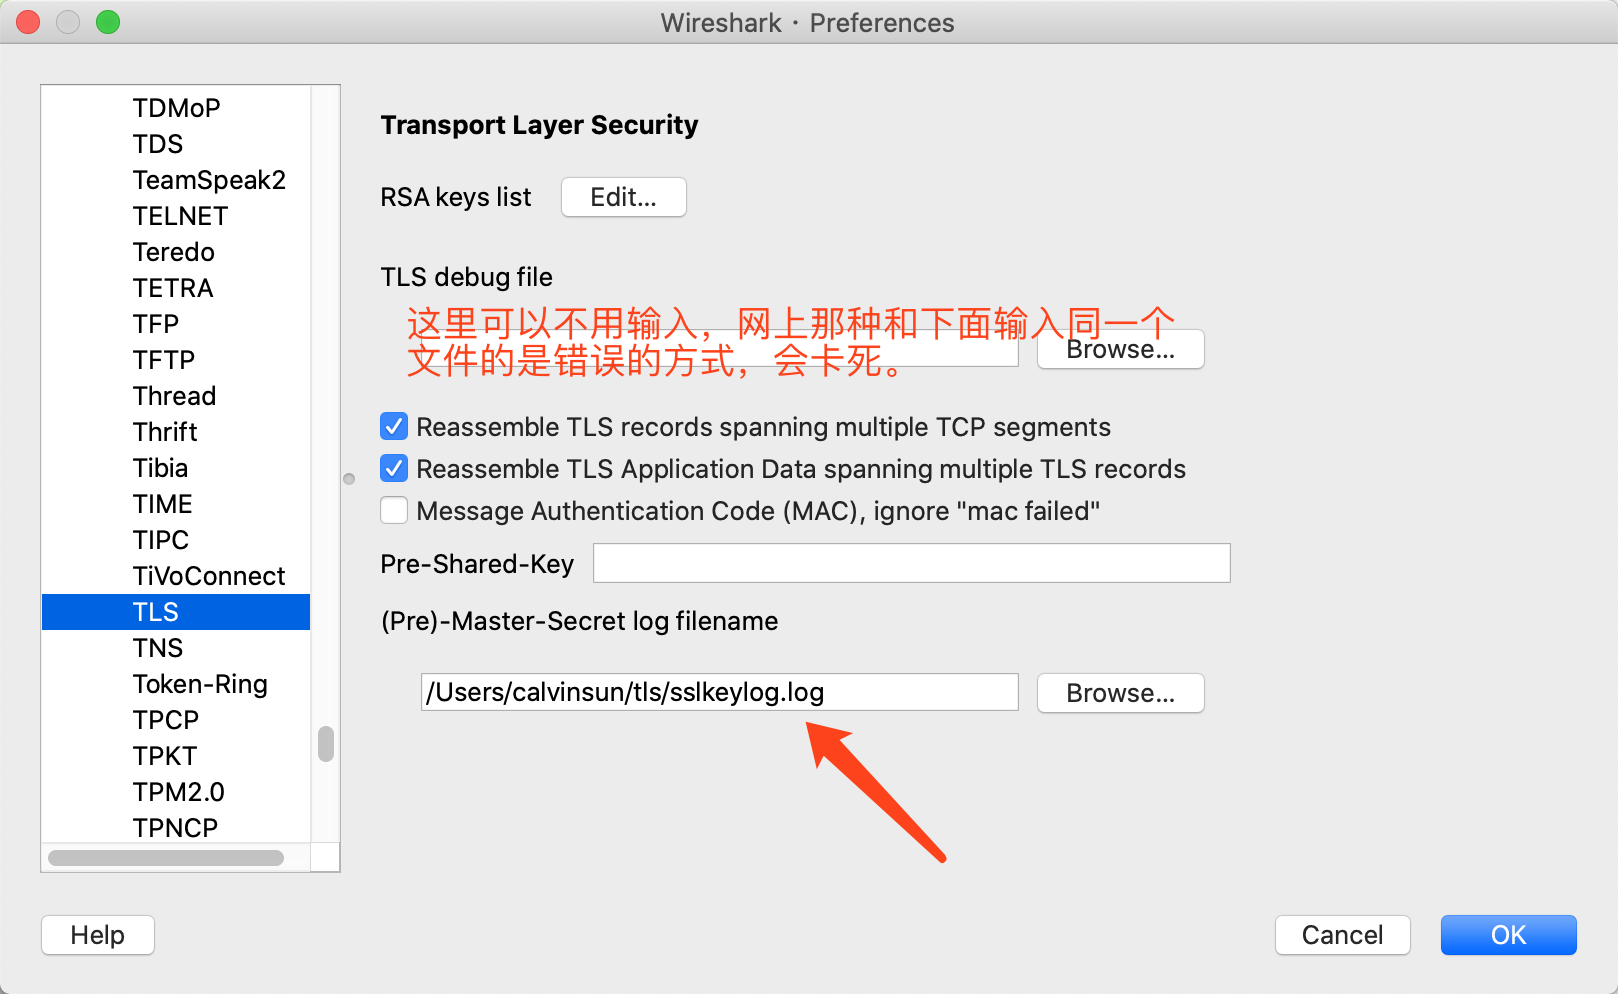 Wireshark · Preferences
TDMoP
TDS
TeamSpeak2
TELNET
Teredo
TETRA
TFP
TFTP
Thread
Thrift
Tibia
TIME
TIPC
TiVoConnect
TLS
TNS
Token-Ring
TPCP
TPKT
TPM2.0
TPNCP
Transport Layer Security
RSA keys list Edit...
TLS debug file
这里可以不用输入，网上那种和下面输入同一个
文件的是错误的方式，会卡死。
Browse...
Reassemble TLS records spanning multiple TCP segments
Reassemble TLS Application Data spanning multiple TLS records
Message Authentication Code (MAC), ignore "mac failed"
Pre-Shared-Key
(Pre)-Master-Secret log filename
/Users/calvinsun/tls/sslkeylog.log Browse...
Help Cancel OK